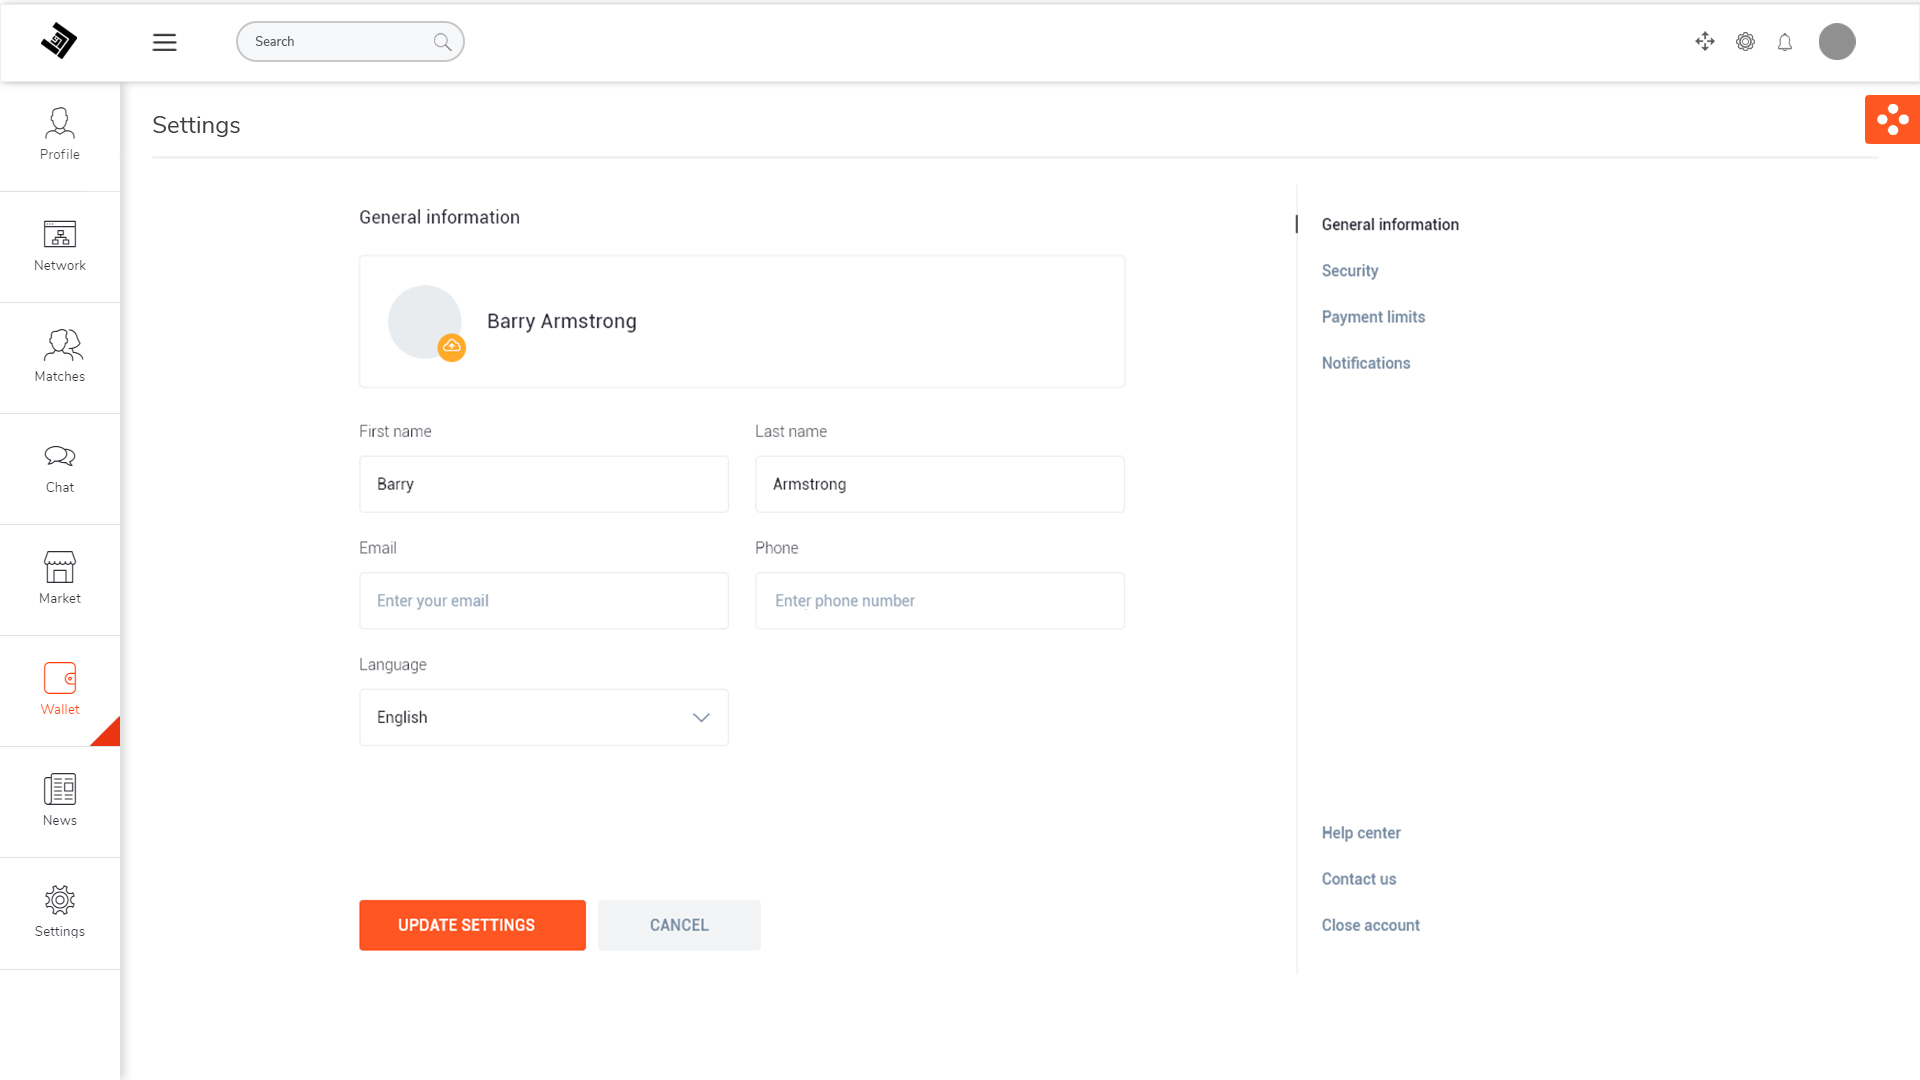 Search
Profile
Network
Matches
Chat
Market
Wallet
News
Settings
Settings
General information
Barry Armstrong
First name
Last name
Barry
Armstrong
Email
Phone
Enter your email
Enter phone number
Language
English
UPDATE SETTINGS
CANCEL
General information
Security
Payment limits
Notifications
Help center
Contact us
Close account